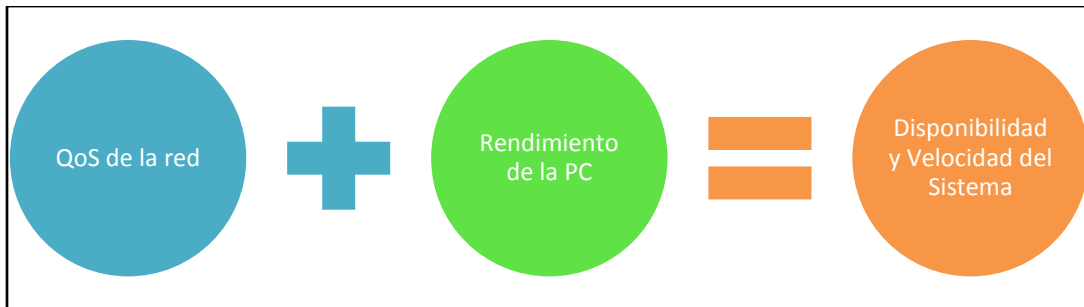 QoS de la red
Rendimiento
de la PC
Disponibilidad
y Velocidad del
Sistema